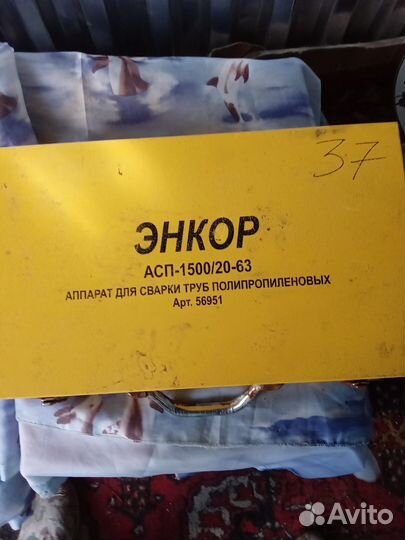 37
ЭНКОР
АСП-1500/20-63
АППАРАТ ДЛЯ СВАРКИ ТРУБ ПОЛИПРОПИЛЕНОВЫХ
Арт. 56951
Avito